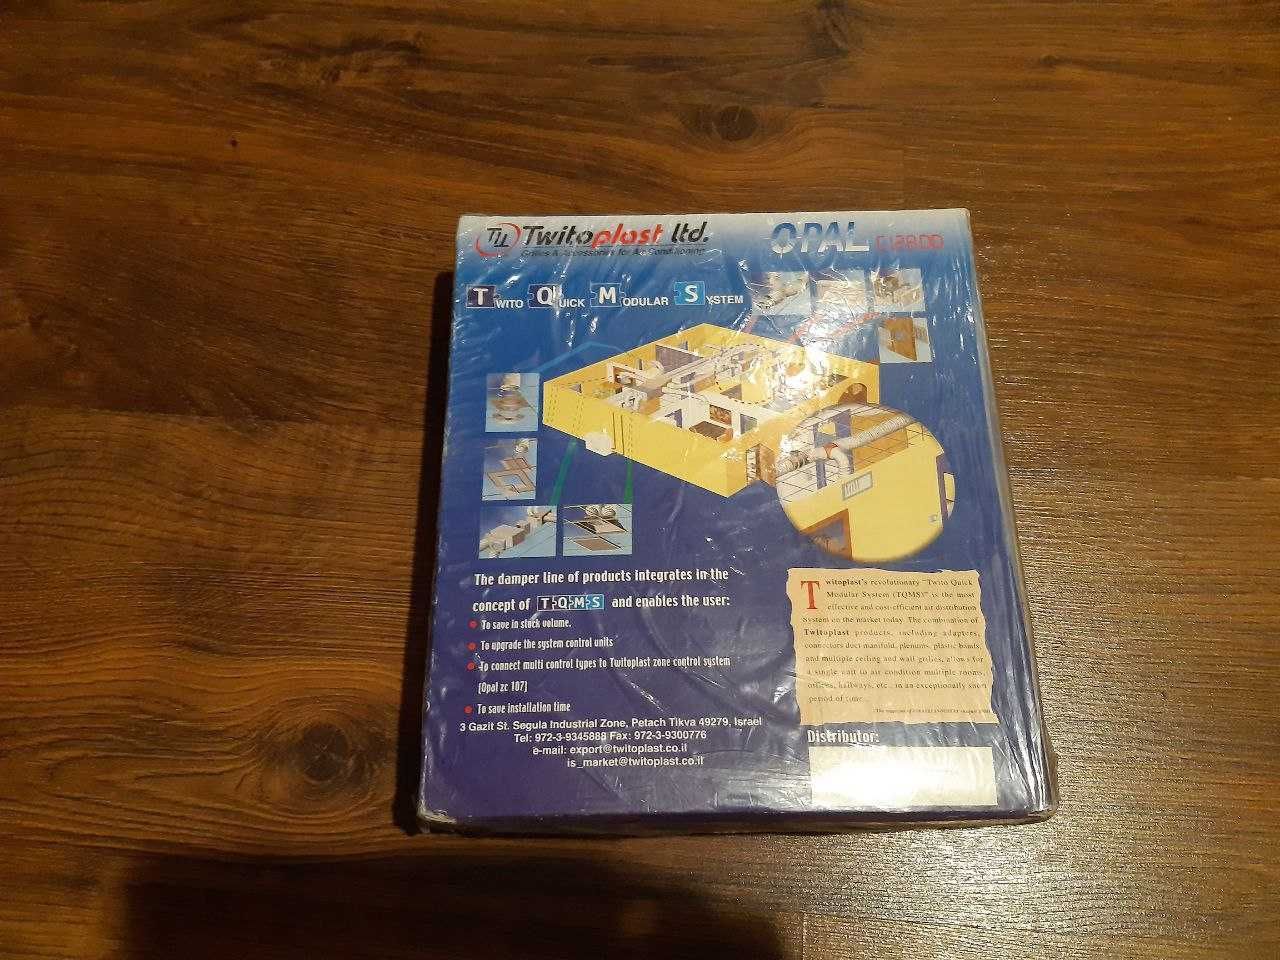 TLL Twitoplast ltd.
Grilles & Accessories for Air Conditioning
OPAL
TWITO QUICK MODULAR SYSTEM
The damper line of products integrates in the
concept of T-Q-M-S and enables the user:
• To save in stock volume.
• To upgrade the system control units
• To connect multi control types to Twitoplast zone control system
[Opal zc 107]
• To save installation time
3 Gazit St. Segula Industrial Zone, Petach Tikva 49279, Israel
Tel: 972-3-9345888 Fax: 972-3-9300776
e-mail: export@twitoplast.co.il
is_market@twitoplast.co.il
Twitoplast's revolutionary "Twito Quick
Modular System (TQMS)" is the most
effective and cost-efficient air distribution
system on the market today. The combination of
Twitoplast products, including adapters,
connectors duct manifold, plenums, plastic bands,
and multiple ceiling and wall grilles, allows for
a single unit to air condition multiple rooms,
offices, hallways, etc., in an exceptionally short
period of time.
Distributor: